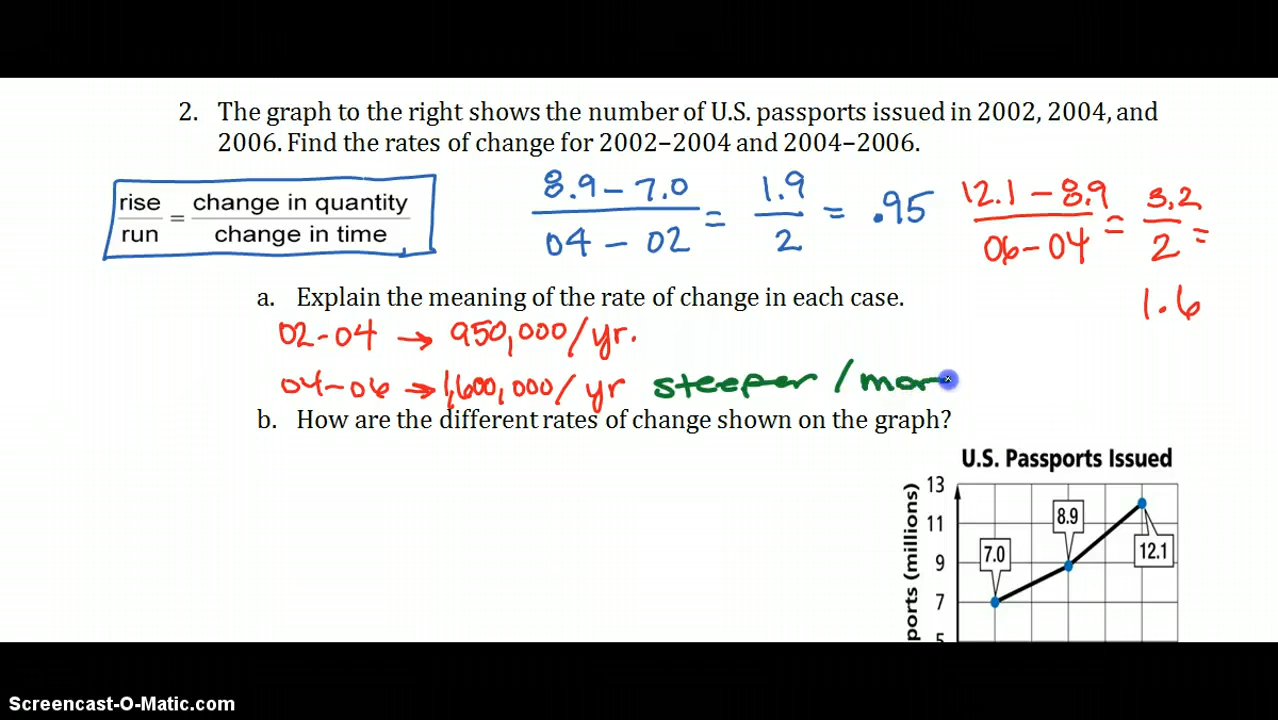 2. The graph to the right shows the number of U.S. passports issued in 2002, 2004, and
2006. Find the rates of change for 2002–2004 and 2004–2006.
rise / run = change in quantity / change in time
8.9 - 7.0 / 04 - 02 = 1.9 / 2 = .95
12.1 - 8.9 / 06 - 04 = 3.2 / 2 =
1.6
a. Explain the meaning of the rate of change in each case.
02-04 → 950,000/yr.
04-06 → 1,600,000/yr steeper / mor
b. How are the different rates of change shown on the graph?
U.S. Passports Issued
ports (millions)
13
11
9
7
5
7.0
8.9
12.1
Screencast-O-Matic.com